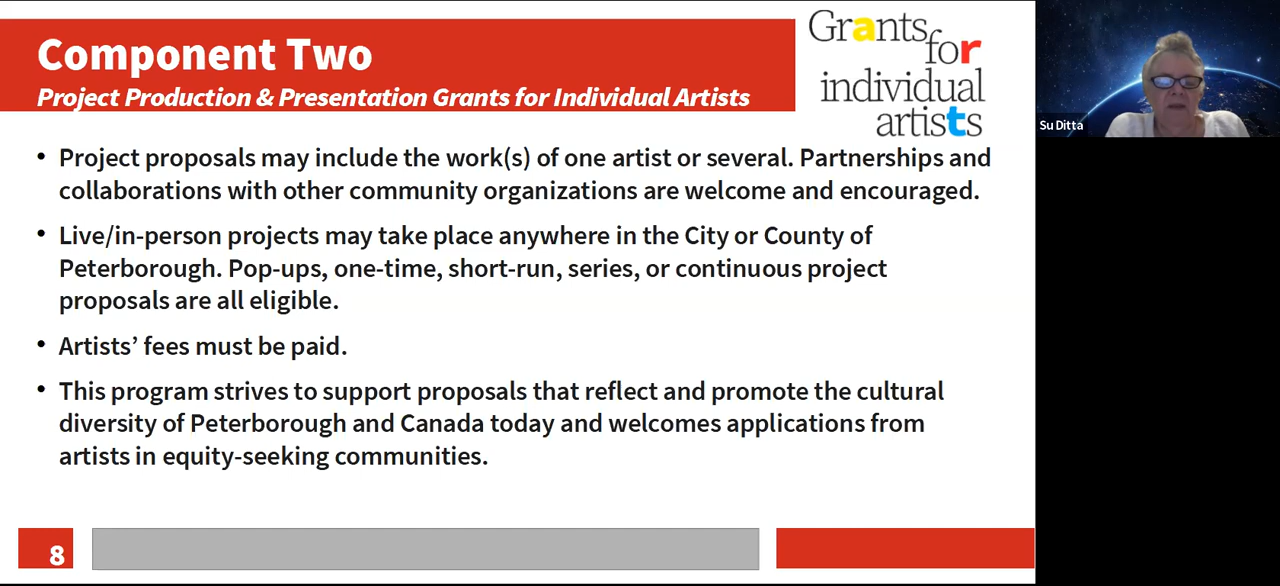 Component Two
Project Production & Presentation Grants for Individual Artists
Grants
for
individual
artists
Su Ditta
• Project proposals may include the work(s) of one artist or several. Partnerships and
collaborations with other community organizations are welcome and encouraged.
• Live/in-person projects may take place anywhere in the City or County of
Peterborough. Pop-ups, one-time, short-run, series, or continuous project
proposals are all eligible.
• Artists’ fees must be paid.
• This program strives to support proposals that reflect and promote the cultural
diversity of Peterborough and Canada today and welcomes applications from
artists in equity-seeking communities.
8